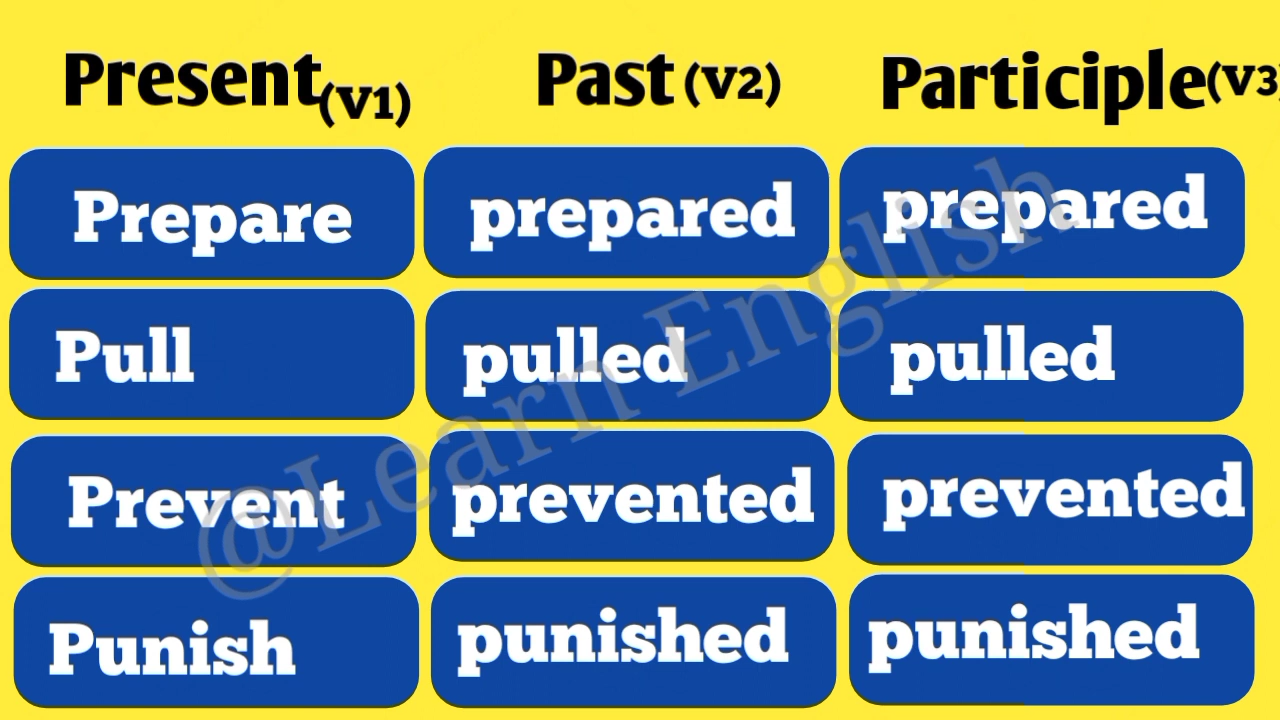 Present(V1) Past (V2) Participle(V3)
Prepare prepared prepared
Pull pulled pulled
Prevent prevented prevented
Punish punished punished
@Learn English